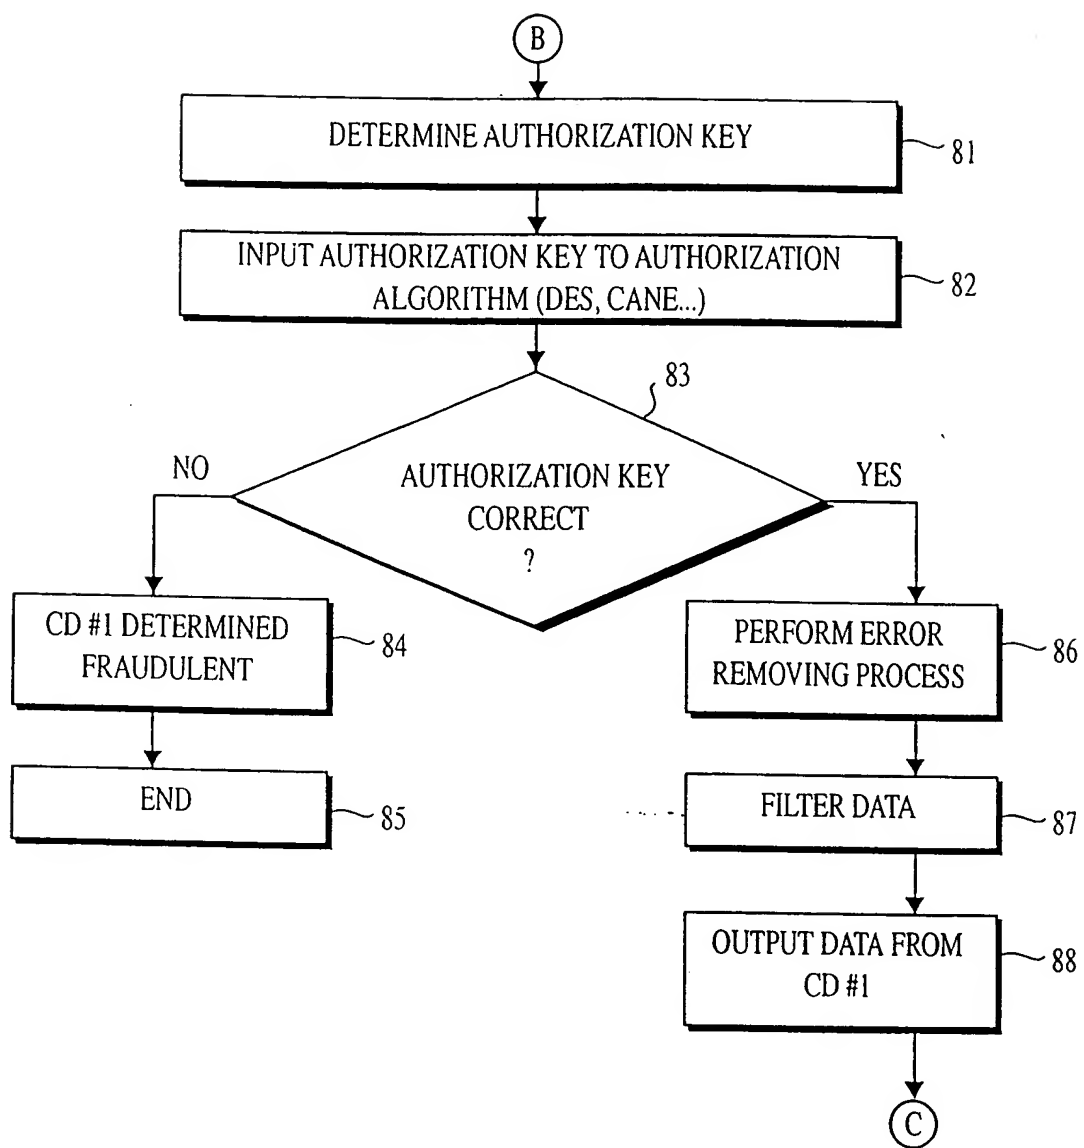 B
DETERMINE AUTHORIZATION KEY
81
INPUT AUTHORIZATION KEY TO AUTHORIZATION
ALGORITHM (DES, CANE...)
82
83
AUTHORIZATION KEY
CORRECT
?
NO
YES
CD #1 DETERMINED
FRAUDULENT
84
PERFORM ERROR
REMOVING PROCESS
86
END
85
FILTER DATA
87
OUTPUT DATA FROM
CD #1
88
C